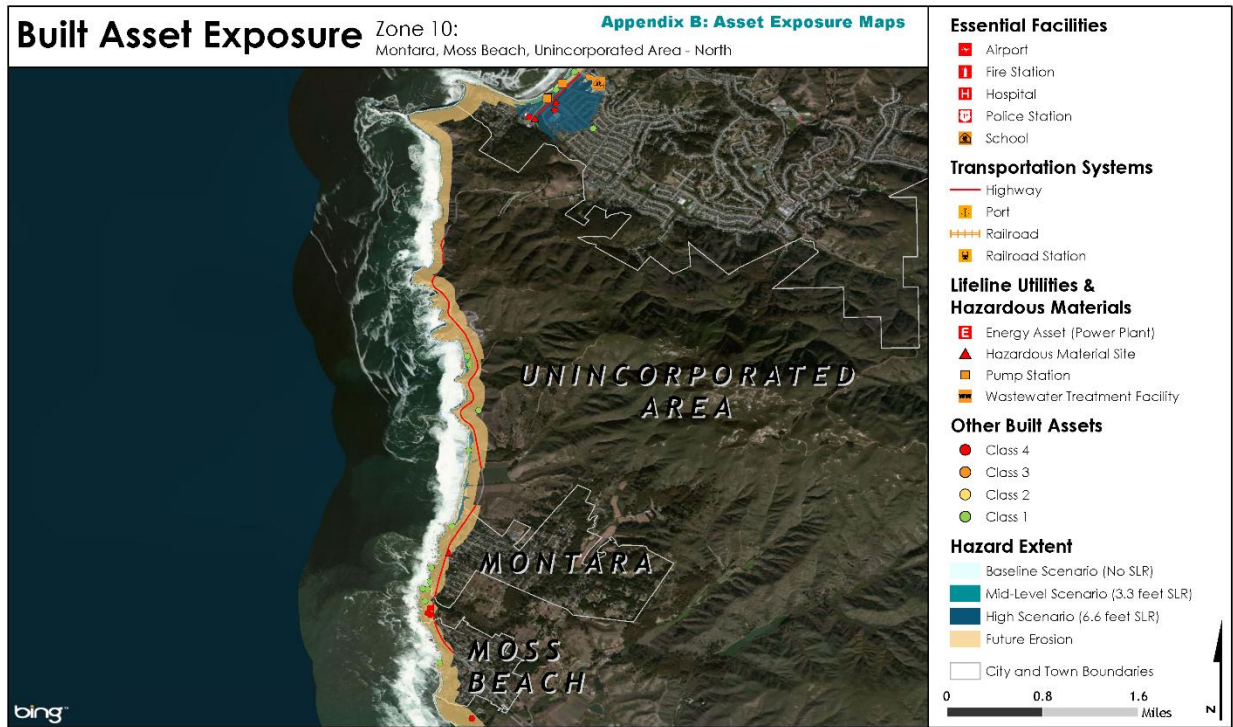 Built Asset Exposure
Zone 10:
Montara, Moss Beach, Unincorporated Area - North
Appendix B: Asset Exposure Maps
UNINCORPORATED
AREA
MONTARA
MOSS
BEACH
bing™
Essential Facilities
Airport
Fire Station
H Hospital
Police Station
School
Transportation Systems
Highway
Port
Railroad
Railroad Station
Lifeline Utilities &
Hazardous Materials
E Energy Asset (Power Plant)
Hazardous Material Site
Pump Station
Wastewater Treatment Facility
Other Built Assets
Class 4
Class 3
Class 2
Class 1
Hazard Extent
Baseline Scenario (No SLR)
Mid-Level Scenario (3.3 feet SLR)
High Scenario (6.6 feet SLR)
Future Erosion
City and Town Boundaries
0 0.8 1.6
Miles
N